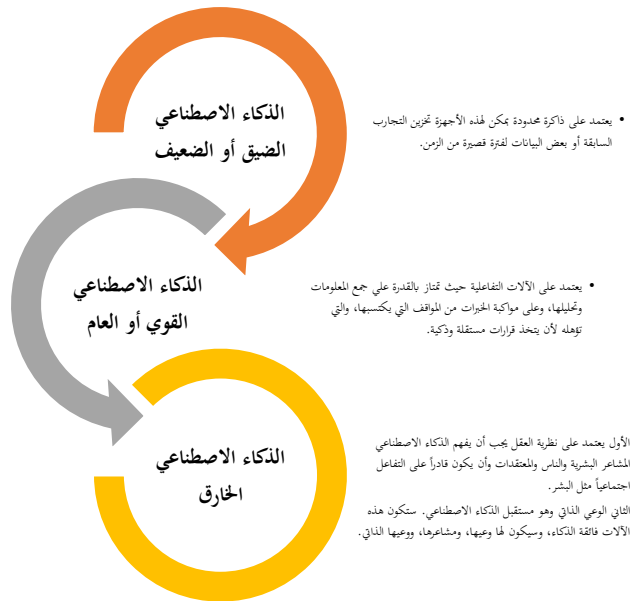 الذكاء الاصطناعي
الضيق أو الضعيف
• يعتمد على ذاكرة محدودة يمكن لهذه الأجهزة تخزين التجارب
السابقة أو بعض البيانات لفترة قصيرة من الزمن.
الذكاء الاصطناعي
القوي أو العام
• يعتمد على الآلات التفاعلية حيث تمتاز بالقدرة علي جمع المعلومات
وتحليلها، وعلى مواكبة الخبرات من المواقف التي يكتسبها، والتي
تؤهله لأن يتخذ قرارات مستقلة وذكية.
الذكاء الاصطناعي
الخارق
الأول يعتمد على نظرية العقل يجب أن يفهم الذكاء الاصطناعي
المشاعر البشرية والناس والمعتقدات وأن يكون قادراً على التفاعل
اجتماعياً مثل البشر.
الثاني الوعي الذاتي وهو مستقبل الذكاء الاصطناعي. ستكون هذه
الآلات فائقة الذكاء، وسيكون لها وعيها، ومشاعرها، ووعيها الذاتي.